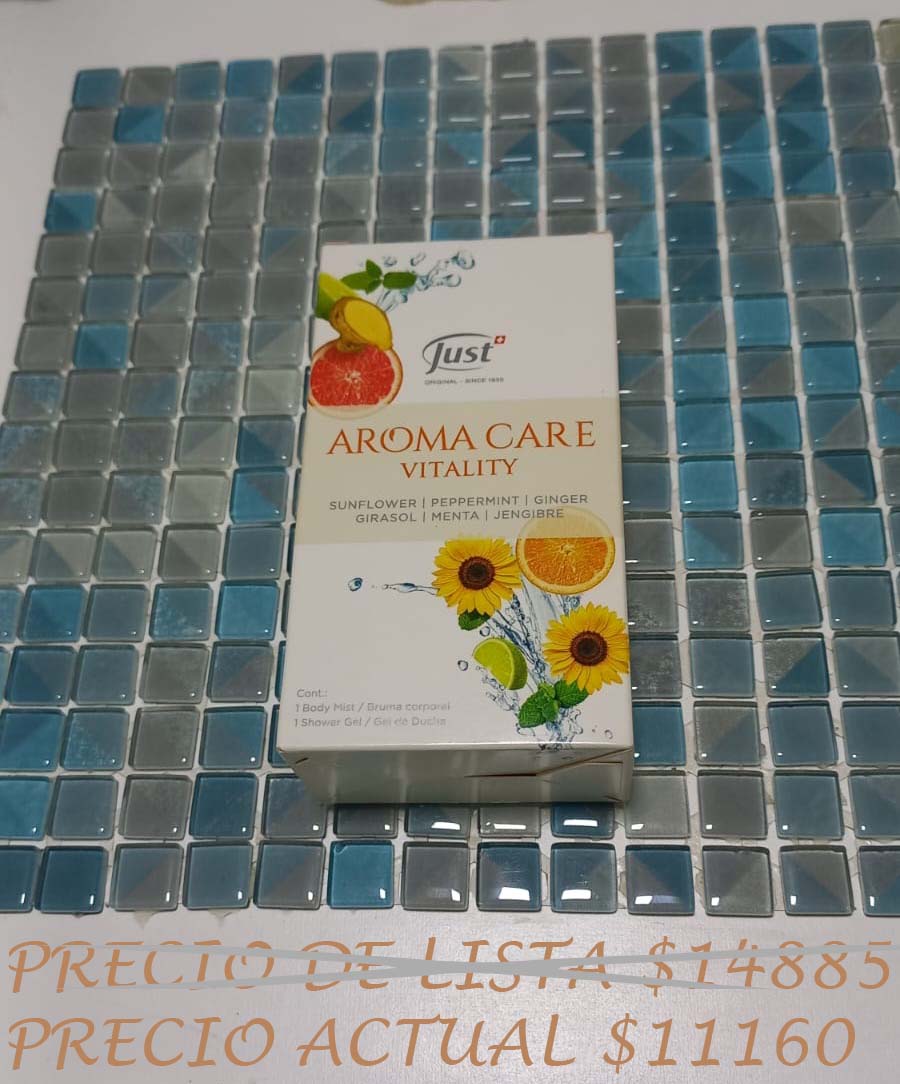 Just
ORIGINAL - SINCE 1930
AROMA CARE
VITALITY
SUNFLOWER | PEPPERMINT | GINGER
GIRASOL | MENTA | JENGIBRE
Cont.:
1 Body Mist / Bruma corporal
1 Shower Gel / Gel de Ducha
PRECIO DE LISTA $14885
PRECIO ACTUAL $11160